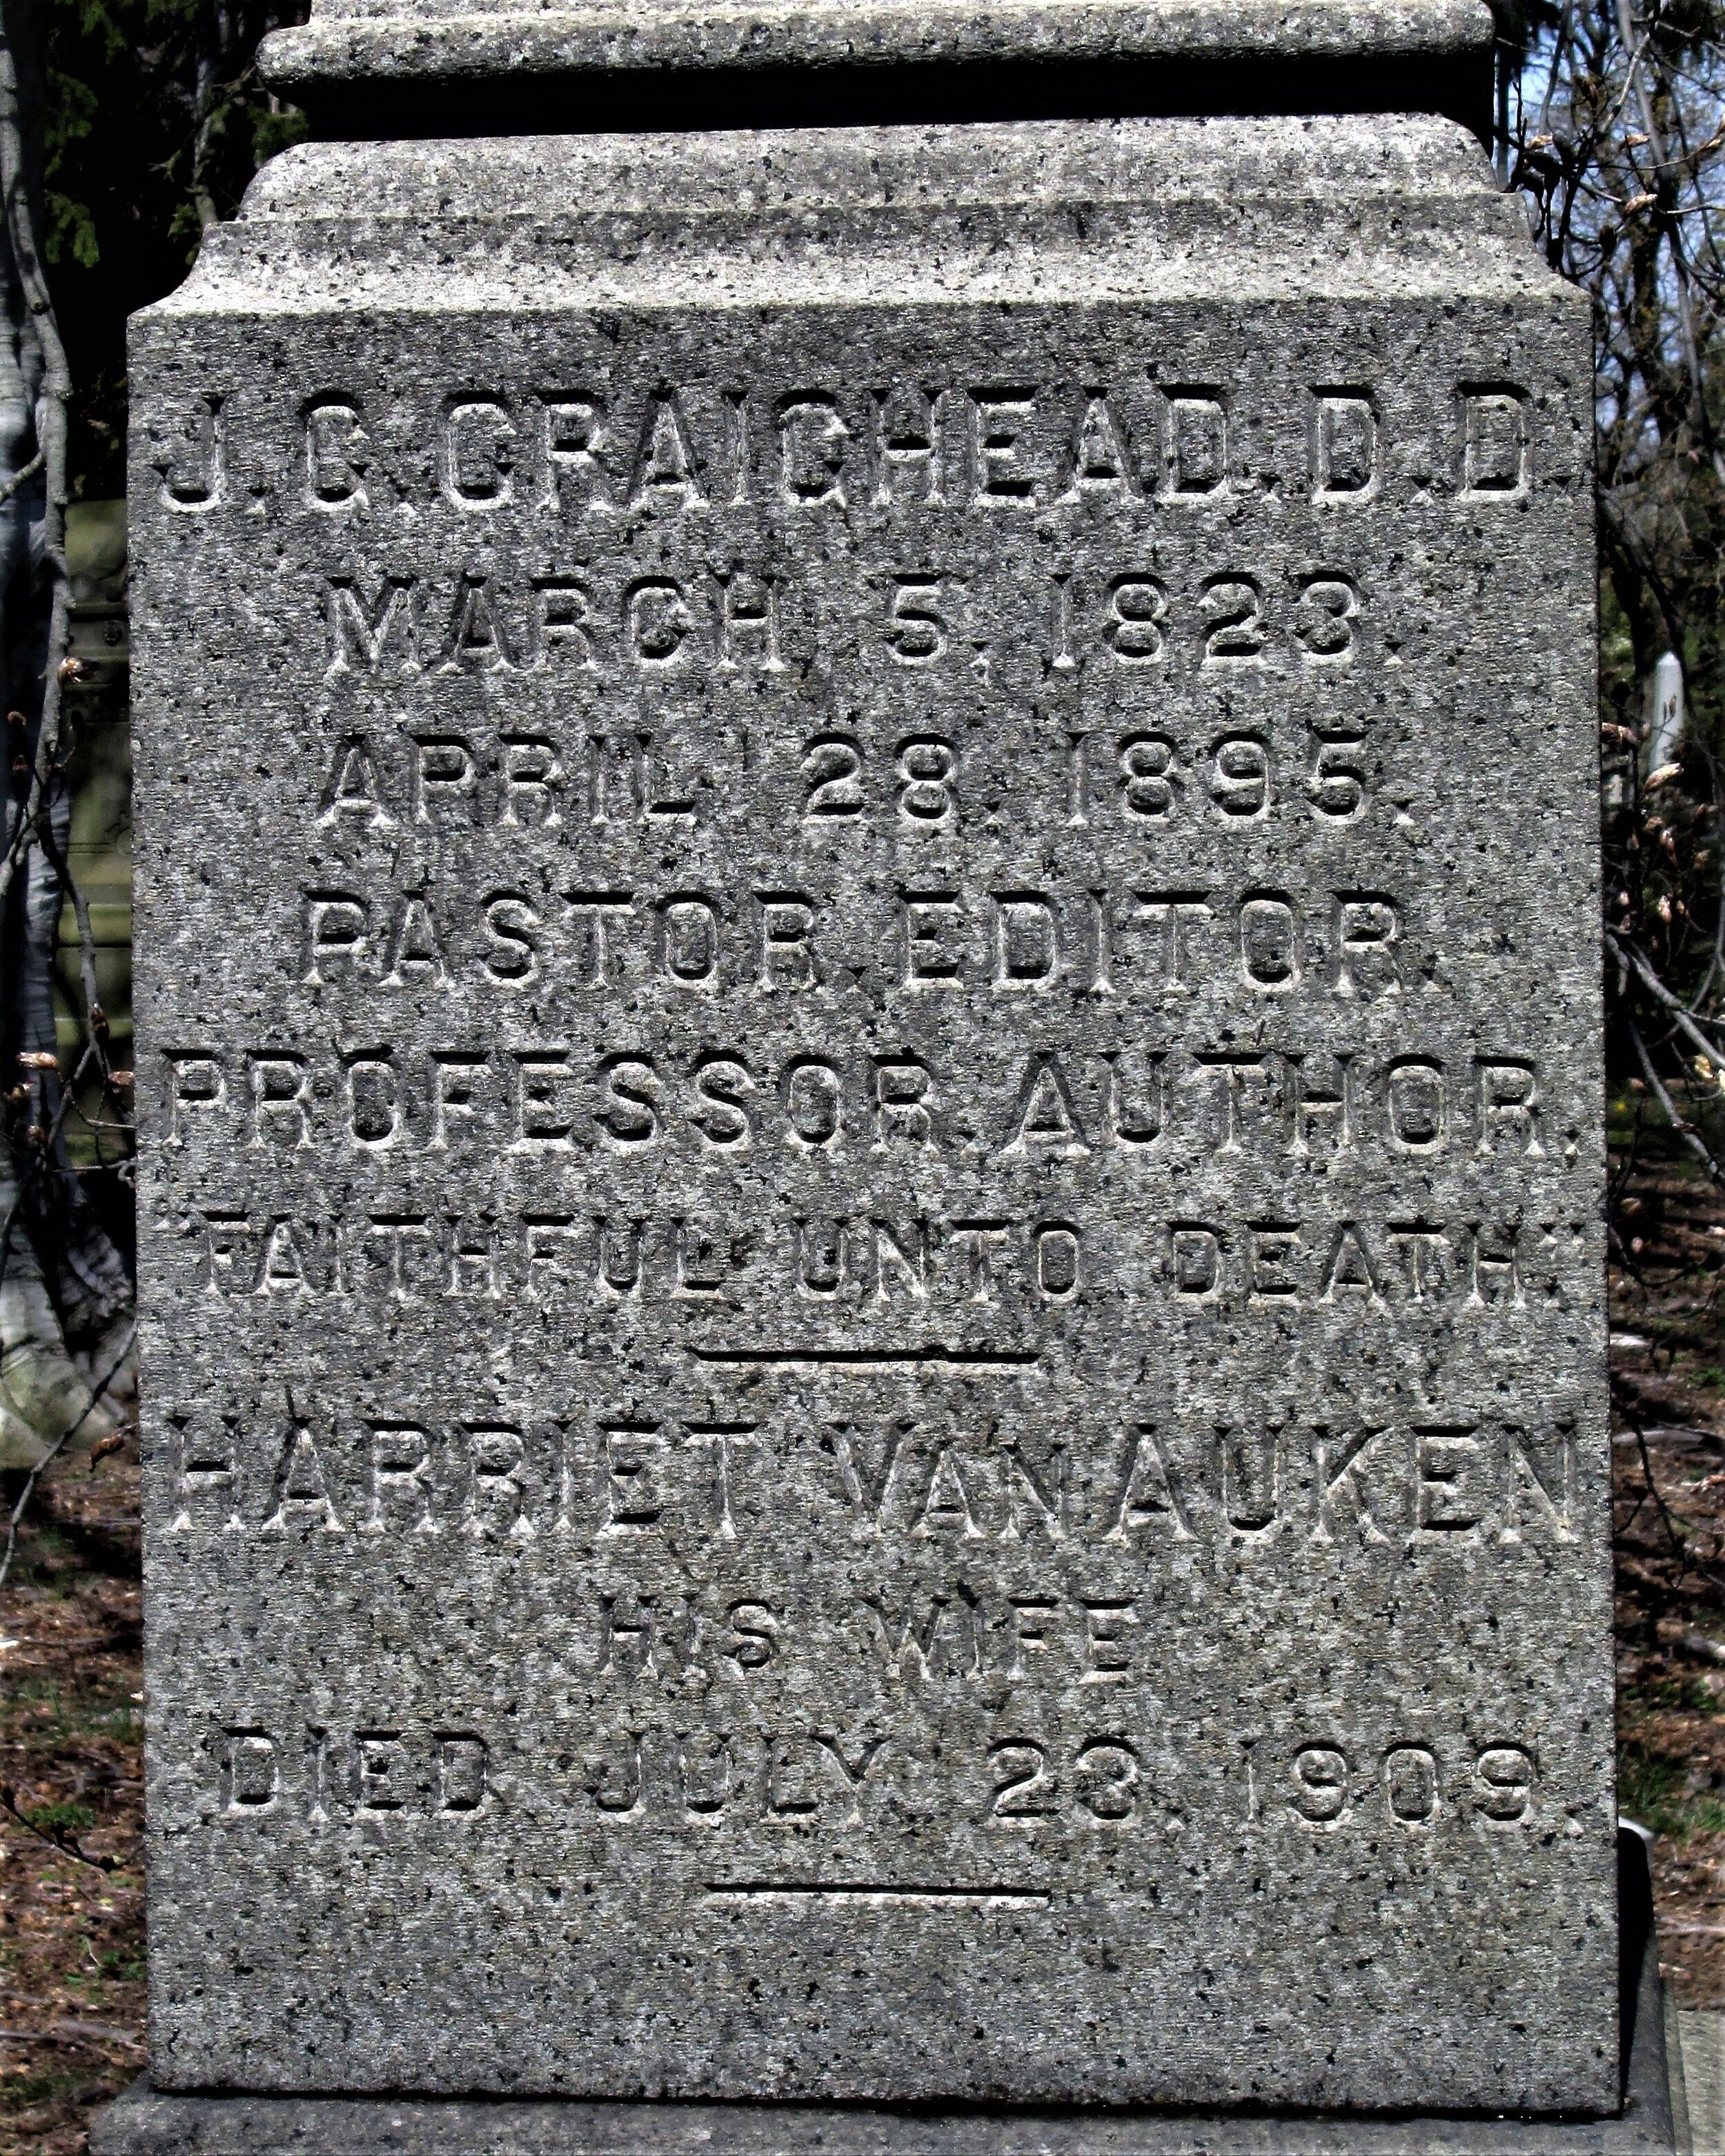 J. G. CRAIGHEAD. D. D.
MARCH 5, 1823.
APRIL 28, 1895.
PASTOR. EDITOR.
PROFESSOR. AUTHOR.
"FAITHFUL UNTO DEATH."
HARRIET VAN AUKEN
HIS WIFE
DIED JULY 23, 1909.